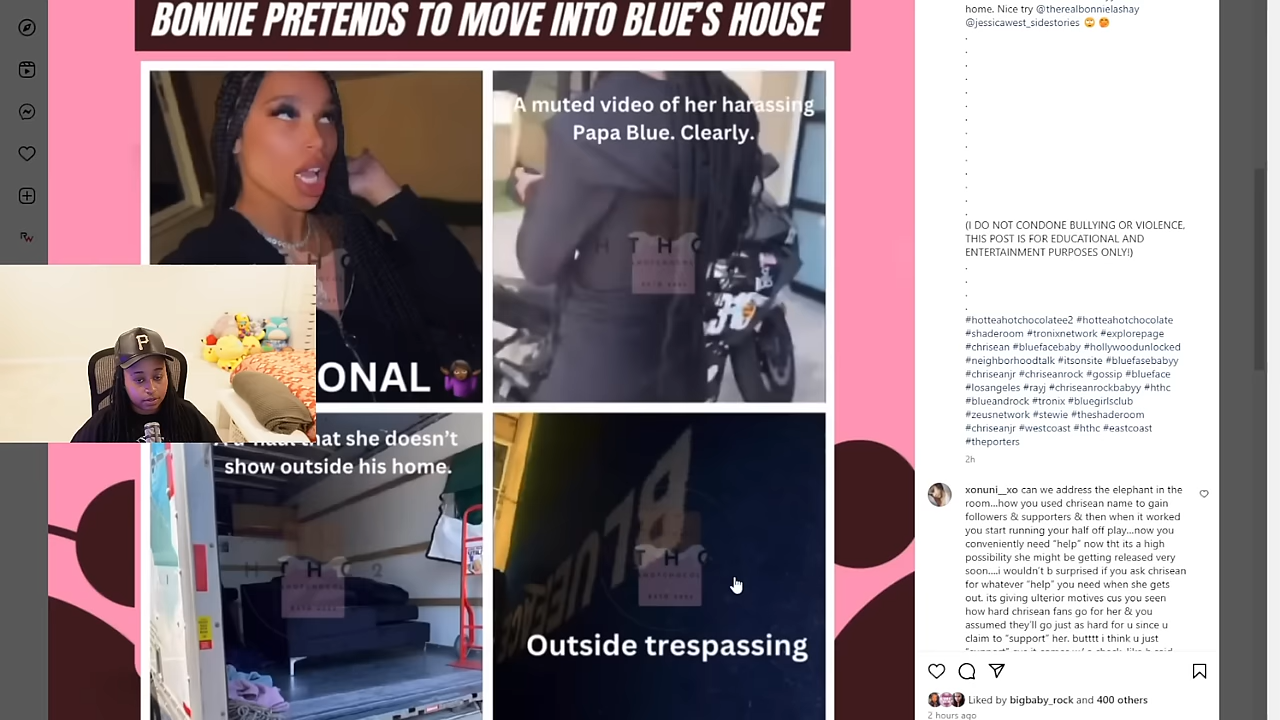 BONNIE PRETENDS TO MOVE INTO BLUE'S HOUSE
A muted video of her harassing
Papa Blue. Clearly.
ONAL
that she doesn't
show outside his home.
Outside trespassing
THC
P
home. Nice try @therealbonnielashay
@jessicawest_sidestories 🙄 🍅
.
.
.
.
.
.
.
.
.
.
.
.
.
.
(I DO NOT CONDONE BULLYING OR VIOLENCE,
THIS POST IS FOR EDUCATIONAL AND
ENTERTAINMENT PURPOSES ONLY!)
.
.
.
.
#hotteahotchocolatee2 #hotteahotchocolate
#shaderoom #tronixnetwork #explorepage
#chrisean #bluefacebaby #hollywoodunlocked
#neighborhoodtalk #itsonsite #bluefasebabyy
#chriseanjr #chriseanrock #gossip #blueface
#losangeles #rayj #chriseanrockbabyy #hthc
#blueandrock #tronix #bluegirlsclub
#zeusnetwork #stewie #theshaderoom
#chriseanjr #westcoast #hthc #eastcoast
#theporters
2h
xonuni__xo can we address the elephant in the
room...how you used chrisean name to gain
followers & supporters & then when it worked
you start running your half off play...now you
conveniently need "help" now tht its a high
possibility she might be getting released very
soon....i wouldn't b surprised if you ask chrisean
for whatever "help" you need when she gets
out. its giving ulterior motives cus you seen
how hard chrisean fans go for her & you
assumed they'll go just as hard for u since u
claim to "support" her. butttt i think u just
Liked by bigbaby_rock and 400 others
2 hours ago